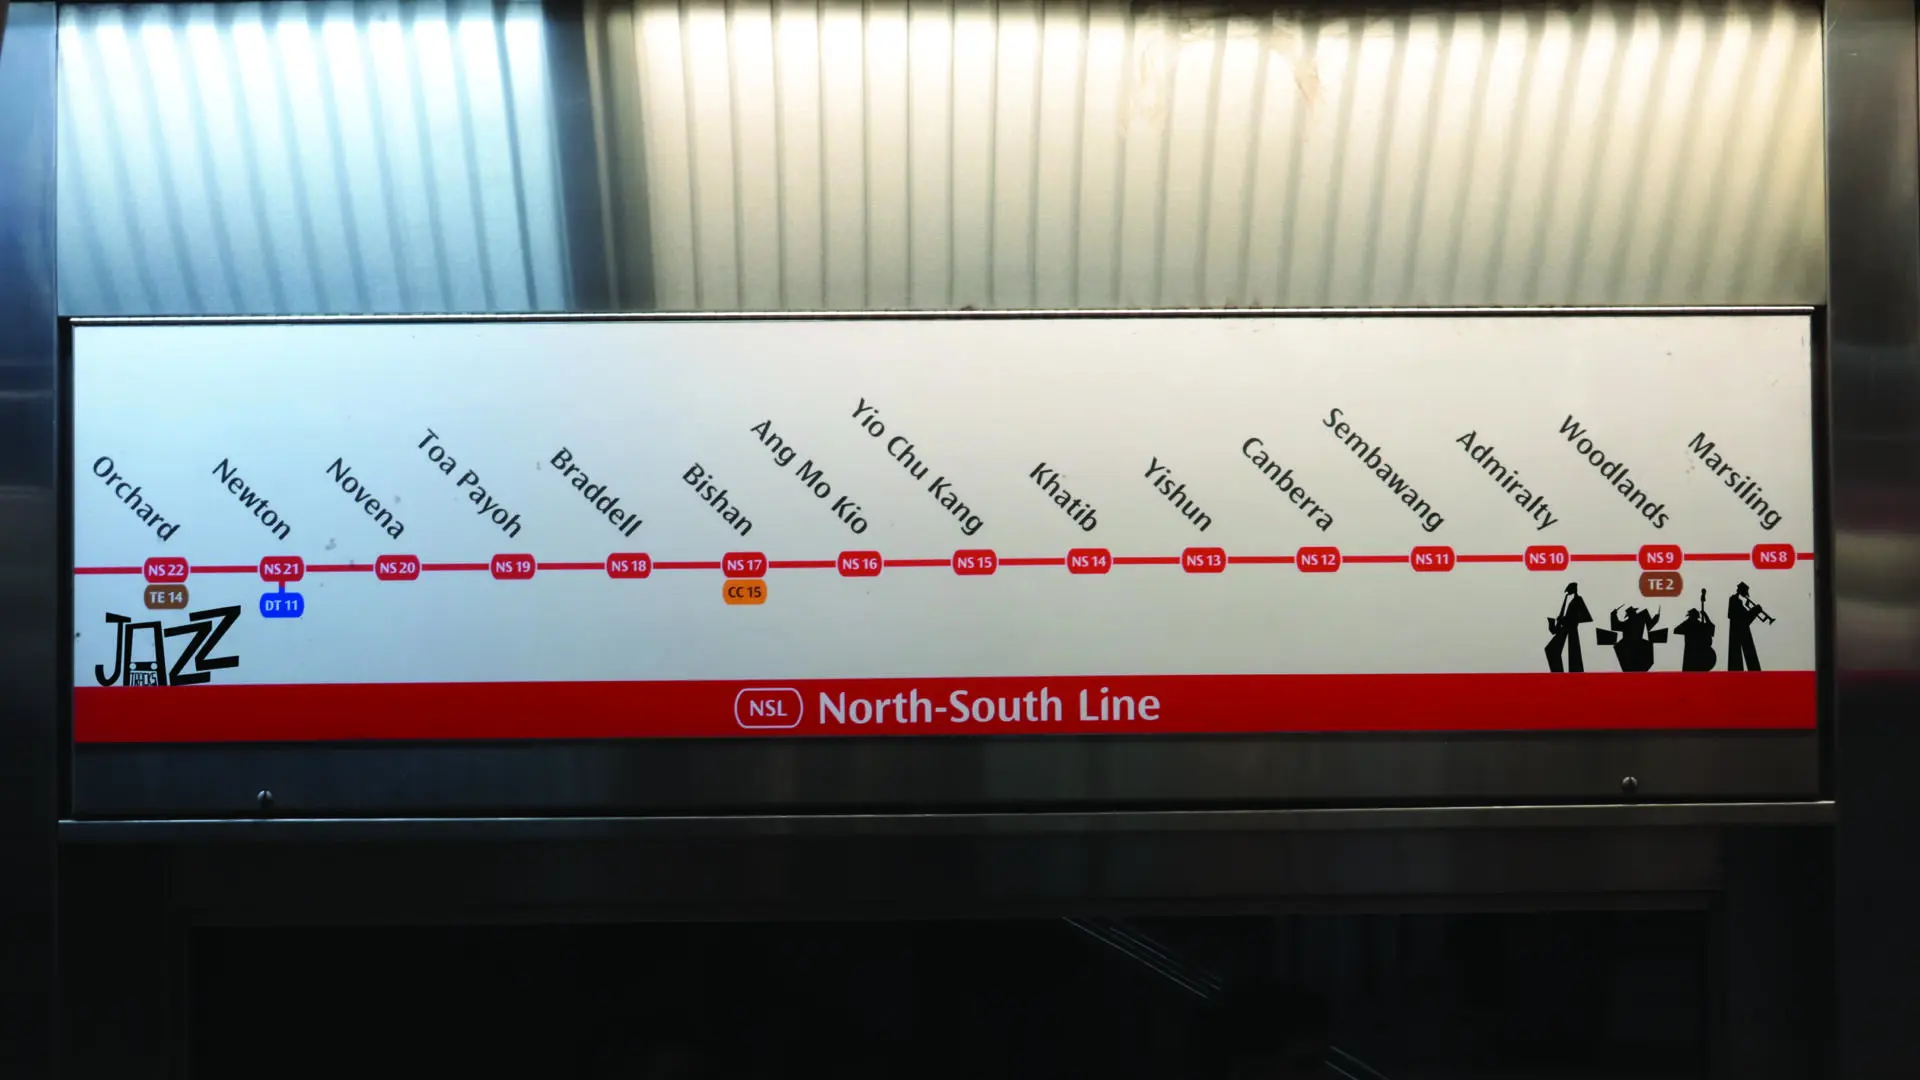 Orchard
Newton
Novena
Toa Payoh
Braddell
Bishan
Ang Mo Kio
Yio Chu Kang
Khatib
Yishun
Canberra
Sembawang
Admiralty
Woodlands
Marsiling
NS 22
NS 21
NS 20
NS 19
NS 18
NS 17
NS 16
NS 15
NS 14
NS 13
NS 12
NS 11
NS 10
NS 9
NS 8
TE 14
DT 11
CC 15
TE 2
JAZZ
TRACKS
NSL North-South Line